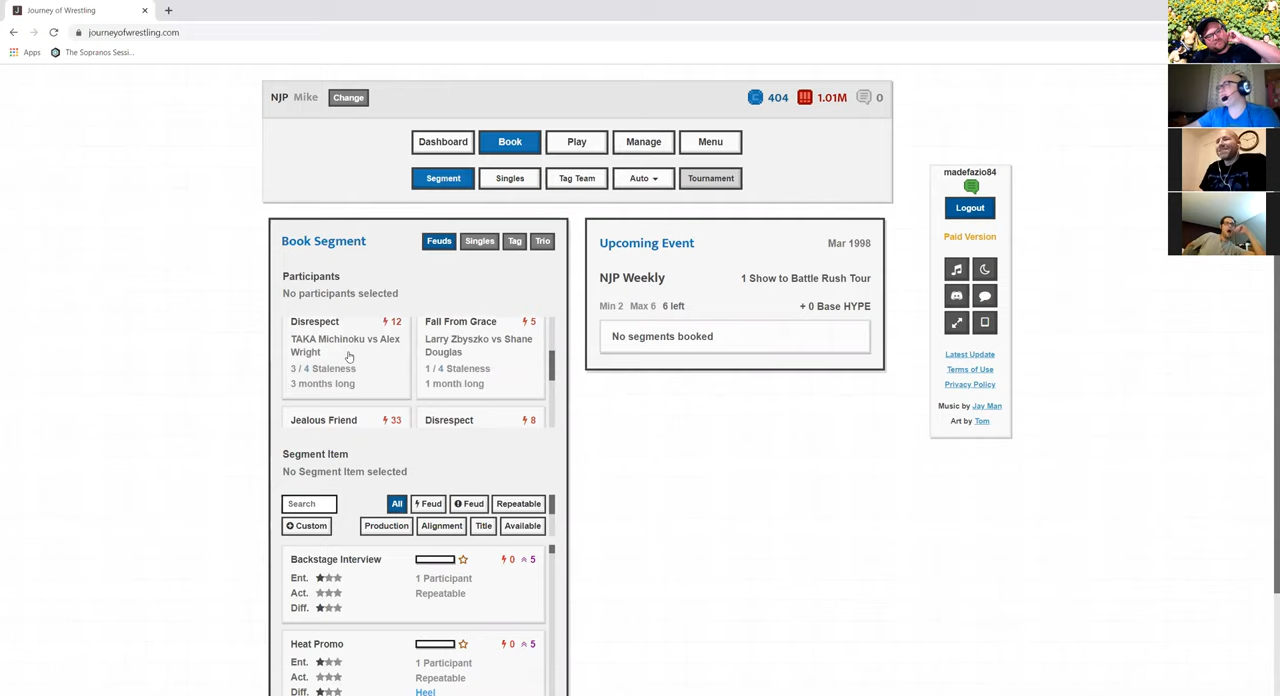 Journey of Wrestling
journeyofwrestling.com
Apps
The Sopranos Sessi...
NJP Mike Change
404 1.01M 0
Dashboard Book Play Manage Menu
Segment Singles Tag Team Auto Tournament
Book Segment
Feuds Singles Tag Trio
Participants
No participants selected
Disrespect 12
TAKA Michinoku vs Alex
Wright
3 / 4 Staleness
3 months long
Fall From Grace 5
Larry Zbyszko vs Shane
Douglas
1 / 4 Staleness
1 month long
Jealous Friend 33
Disrespect 8
Segment Item
No Segment Item selected
Search All Feud Feud Repeatable
Custom Production Alignment Title Available
Backstage Interview 0 5
Ent. 1 Participant
Act. Repeatable
Diff.
Heat Promo 0 5
Ent. 1 Participant
Act. Repeatable
Diff. Heel
Upcoming Event Mar 1998
NJP Weekly 1 Show to Battle Rush Tour
Min 2 Max 6 6 left + 0 Base HYPE
No segments booked
madefazio84
Logout
Paid Version
Latest Update
Terms of Use
Privacy Policy
Music by Jay Man
Art by Tom